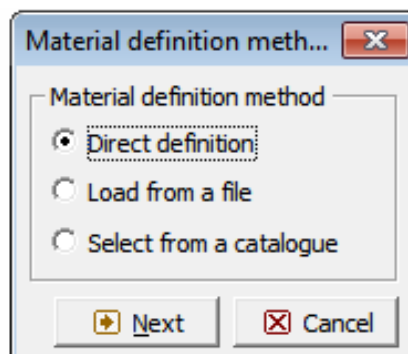 Material definition meth...
Material definition method
Direct definition
Load from a file
Select from a catalogue
Next
Cancel